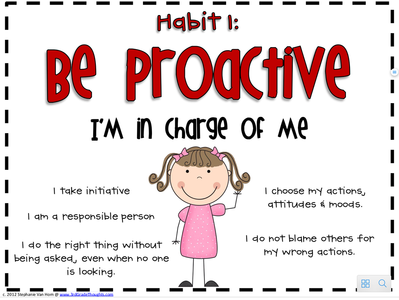 Habit 1:
Be Proactive
I'm in charge of me
I take initiative
I am a responsible person
I do the right thing without
being asked, even when no one
is looking.
I choose my actions,
attitudes & moods.
I do not blame others for
my wrong actions.
c. 2012 Stephanie Van Horn @ www.3rdGradeThoughts.com